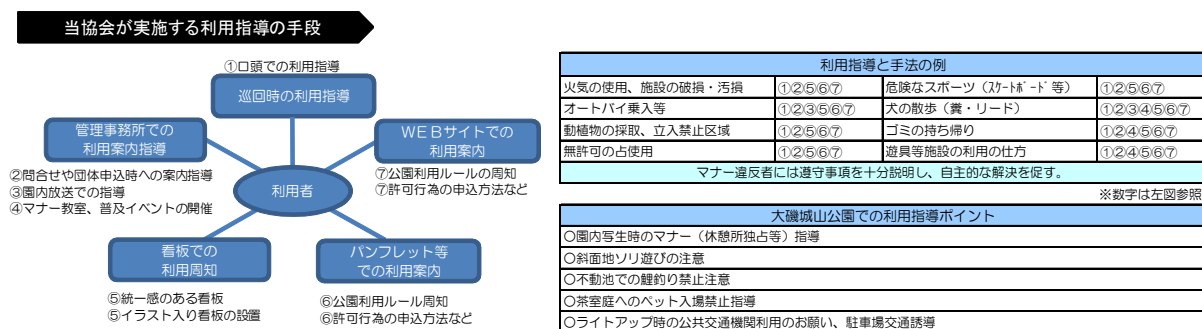 当協会が実施する利用指導の手段
①口頭での利用指導
巡回時の利用指導
管理事務所での
利用案内指導
②問合せや団体申込時への案内指導
③園内放送での指導
④マナー教室、普及イベントの開催
WEBサイトでの
利用案内
⑦公園利用ルールの周知
⑦許可行為の申込方法など
利用者
看板での
利用周知
⑤統一感のある看板
⑤イラスト入り看板の設置
パンフレット等
での利用案内
⑥公園利用ルール周知
⑥許可行為の申込方法など
利用指導と手法の例
火気の使用、施設の破損・汚損 ①②⑤⑥⑦ 危険なスポーツ（ｽｹｰﾄﾎﾞｰﾄﾞ等） ①②⑥⑦
オートバイ乗入等 ①②③⑤⑥⑦ 犬の散歩（糞・リード） ①②③④⑤⑥⑦
動植物の採取、立入禁止区域 ①②⑤⑥⑦ ゴミの持ち帰り ①②④⑤⑥⑦
無許可の占使用 ①②⑤⑥⑦ 遊具等施設の利用の仕方 ①②④⑤⑥⑦
マナー違反者には遵守事項を十分説明し、自主的な解決を促す。
※数字は左図参照
大磯城山公園での利用指導ポイント
〇園内写生時のマナー（休憩所独占等）指導
〇斜面地ソリ遊びの注意
〇不動池での鯉釣り禁止注意
〇茶室庭へのペット入場禁止指導
〇ライトアップ時の公共交通機関利用のお願い、駐車場交通誘導